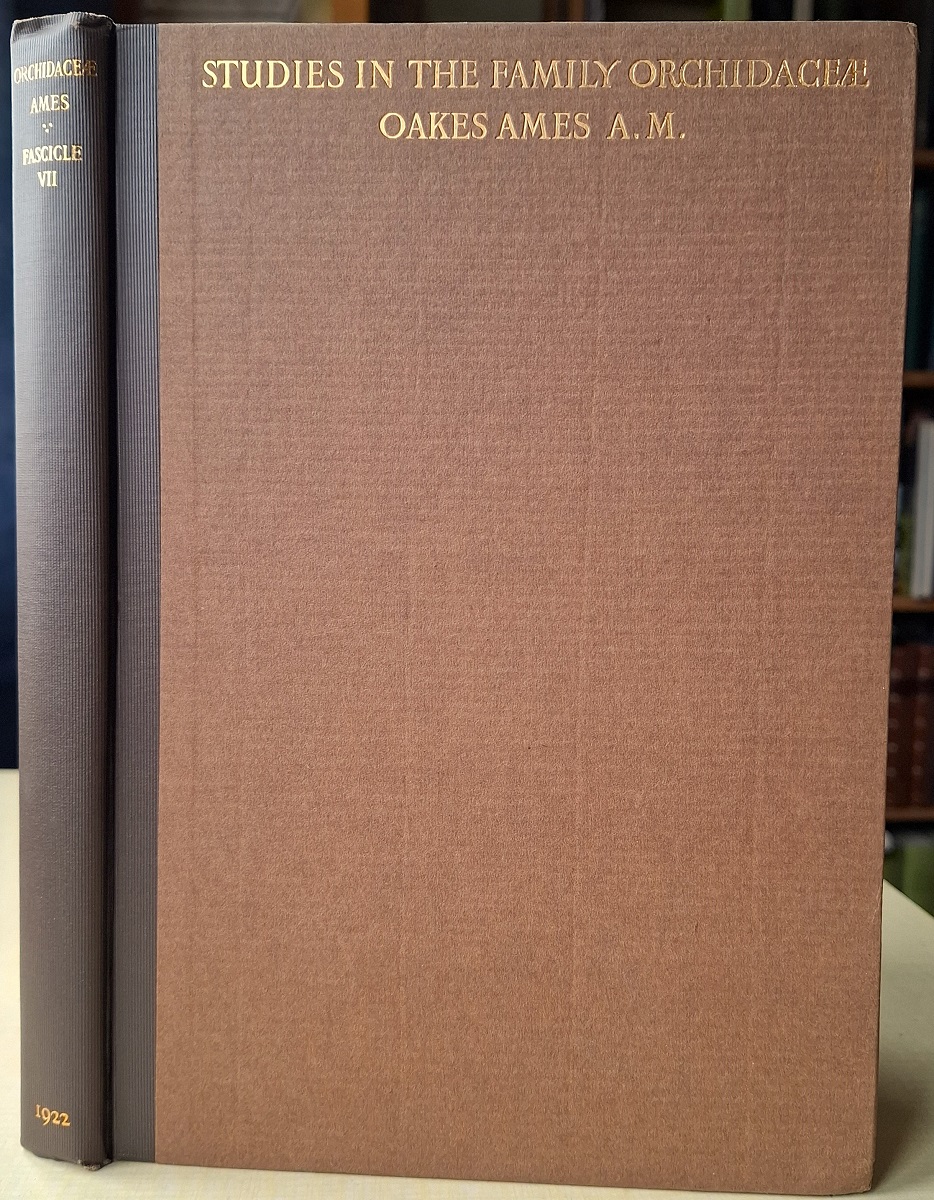 ORCHIDACEÆ
AMES
FASCICLE
VII
1922
STUDIES IN THE FAMILY ORCHIDACEÆ
OAKES AMES A.M.